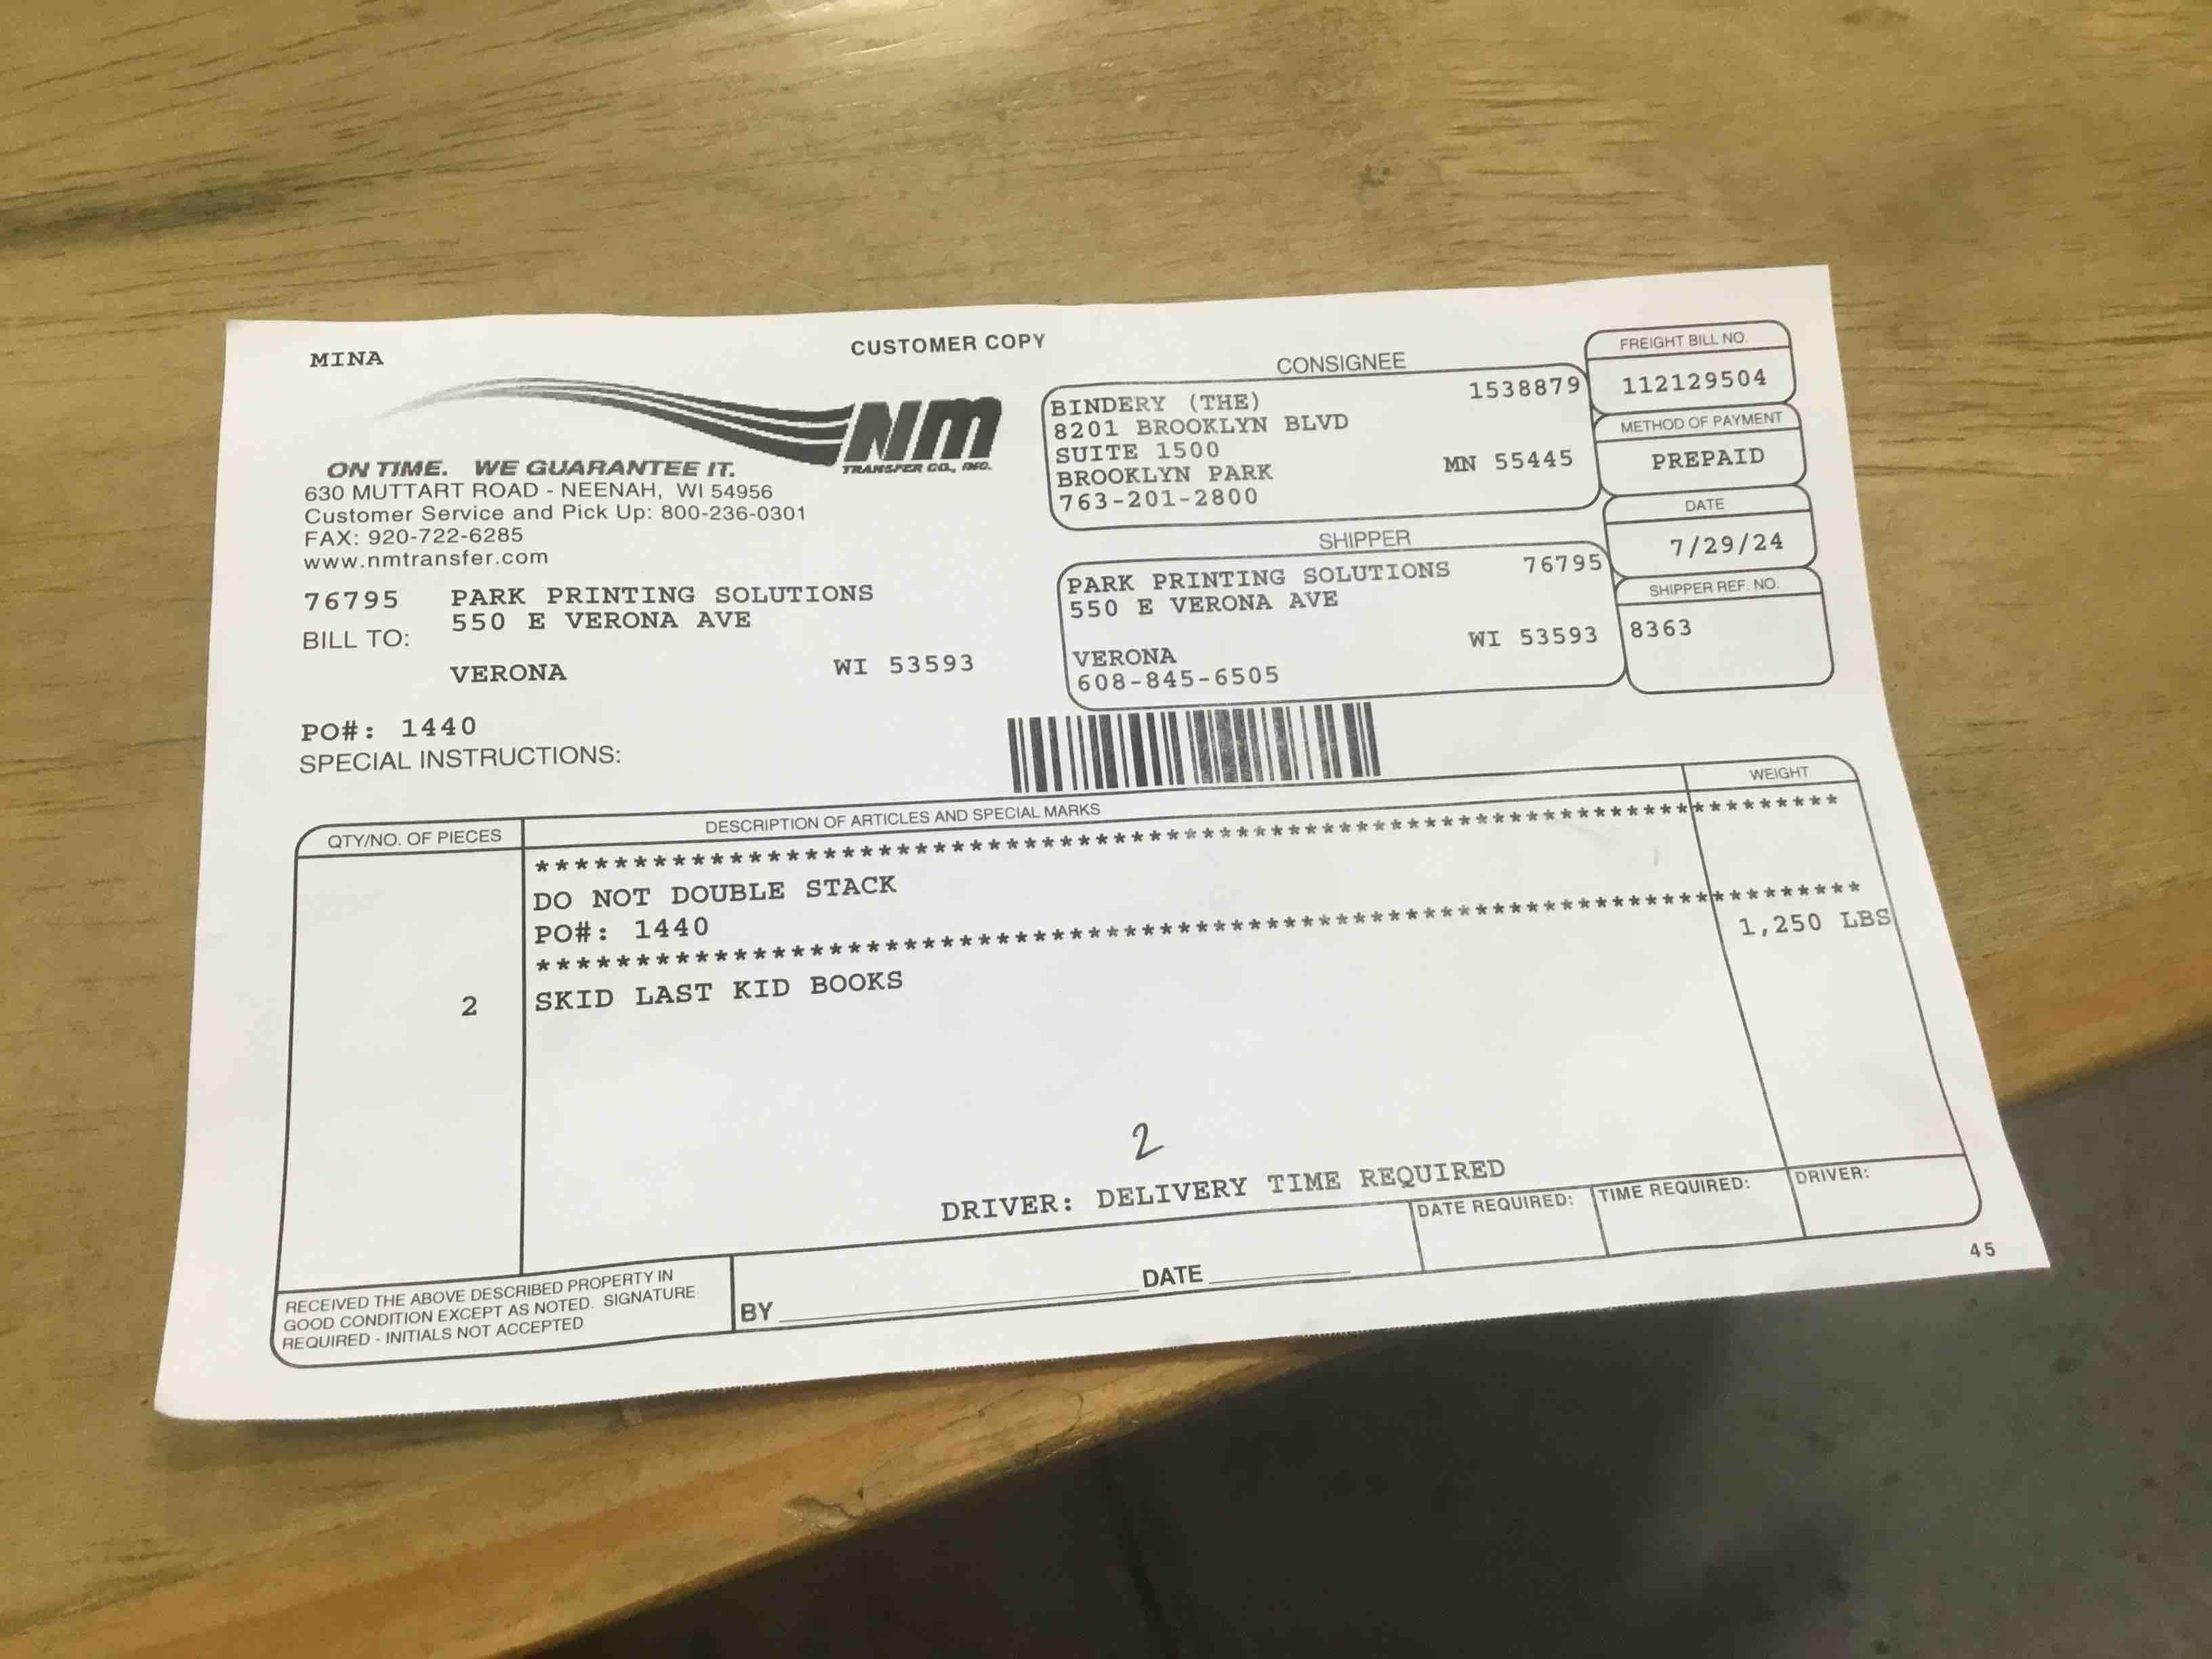 MINA
CUSTOMER COPY
NM
TRANSFER CO., INC.
ON TIME. WE GUARANTEE IT.
630 MUTTART ROAD - NEENAH, WI 54956
Customer Service and Pick Up: 800-236-0301
FAX: 920-722-6285
www.nmtransfer.com
76795 PARK PRINTING SOLUTIONS
BILL TO: 550 E VERONA AVE
VERONA WI 53593
PO#: 1440
SPECIAL INSTRUCTIONS:
CONSIGNEE
BINDERY (THE) 1538879
8201 BROOKLYN BLVD
SUITE 1500
BROOKLYN PARK MN 55445
763-201-2800
SHIPPER
PARK PRINTING SOLUTIONS 76795
550 E VERONA AVE
VERONA WI 53593
608-845-6505
FREIGHT BILL NO.
112129504
METHOD OF PAYMENT
PREPAID
DATE
7/29/24
SHIPPER REF. NO.
8363
QTY/NO. OF PIECES DESCRIPTION OF ARTICLES AND SPECIAL MARKS WEIGHT
******************************************************************
DO NOT DOUBLE STACK
PO#: 1440
******************************************************************
2 SKID LAST KID BOOKS 1,250 LBS
2
DRIVER: DELIVERY TIME REQUIRED
RECEIVED THE ABOVE DESCRIBED PROPERTY IN
GOOD CONDITION EXCEPT AS NOTED. SIGNATURE
REQUIRED - INITIALS NOT ACCEPTED
BY DATE
DATE REQUIRED: TIME REQUIRED: DRIVER:
45